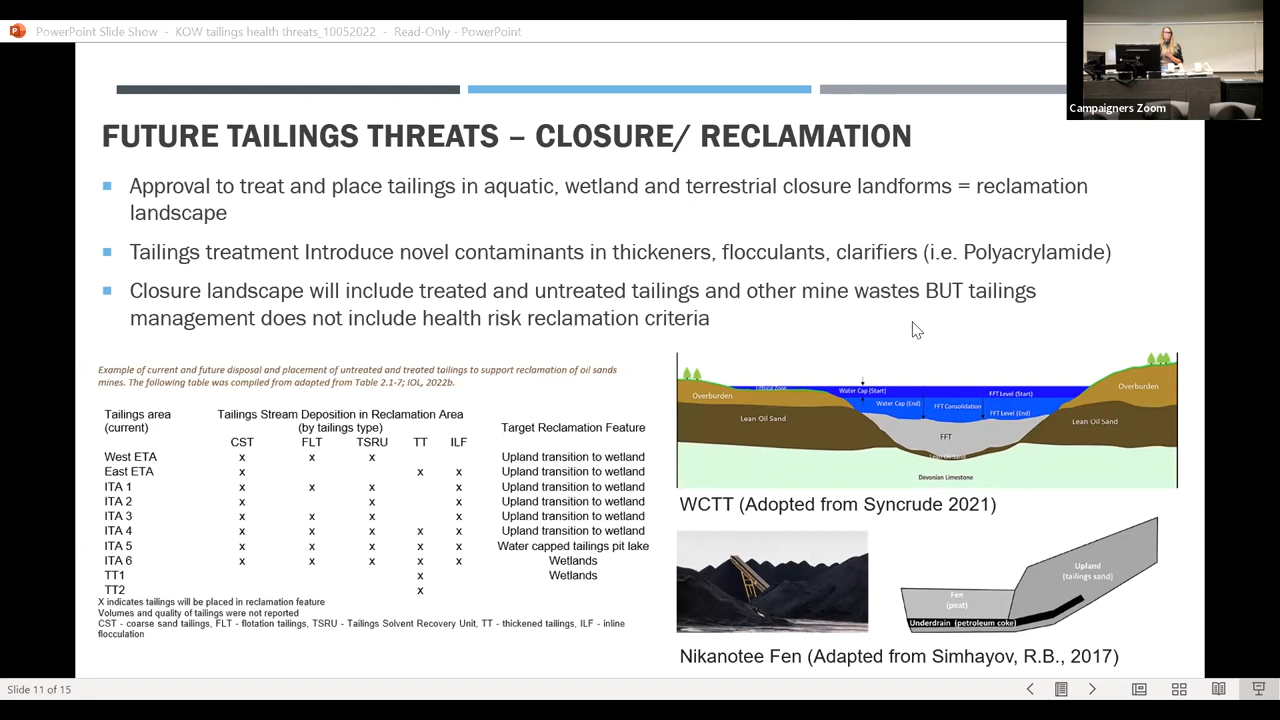 PowerPoint Slide Show - KOW tailings health threats_10052022 - Read-Only - PowerPoint
Campaigners Zoom
FUTURE TAILINGS THREATS – CLOSURE/ RECLAMATION
Approval to treat and place tailings in aquatic, wetland and terrestrial closure landforms = reclamation
landscape
Tailings treatment Introduce novel contaminants in thickeners, flocculants, clarifiers (i.e. Polyacrylamide)
Closure landscape will include treated and untreated tailings and other mine wastes BUT tailings
management does not include health risk reclamation criteria
Example of current and future disposal and placement of untreated and treated tailings to support reclamation of oil sands
mines. The following table was compiled from adapted from Table 2.1-7; IOL, 2022b.
Tailings area Tailings Stream Deposition in Reclamation Area
(current) (by tailings type) Target Reclamation Feature
CST FLT TSRU TT ILF
West ETA x x x Upland transition to wetland
East ETA x x x Upland transition to wetland
ITA 1 x x x x Upland transition to wetland
ITA 2 x x x Upland transition to wetland
ITA 3 x x x x Upland transition to wetland
ITA 4 x x x x x Upland transition to wetland
ITA 5 x x x x x Water capped tailings pit lake
ITA 6 x x x x x Wetlands
TT1 x Wetlands
TT2 x
X indicates tailings will be placed in reclamation feature
Volumes and quality of tailings were not reported
CST - coarse sand tailings, FLT - flotation tailings, TSRU - Tailings Solvent Recovery Unit, TT - thickened tailings, ILF - inline
flocculation
Overburden
Littoral Zone
Water Cap (Start)
FFT Level (Start)
Overburden
Water Cap (End)
FFT Consolidation
FFT Level (End)
Lean Oil Sand
Lean Oil Sand
FFT
Lean Oil Sand
Devonian Limestone
WCTT (Adopted from Syncrude 2021)
Upland
(tailings sand)
Fen
(peat)
Underdrain (petroleum coke)
Nikanotee Fen (Adapted from Simhayov, R.B., 2017)
Slide 11 of 15